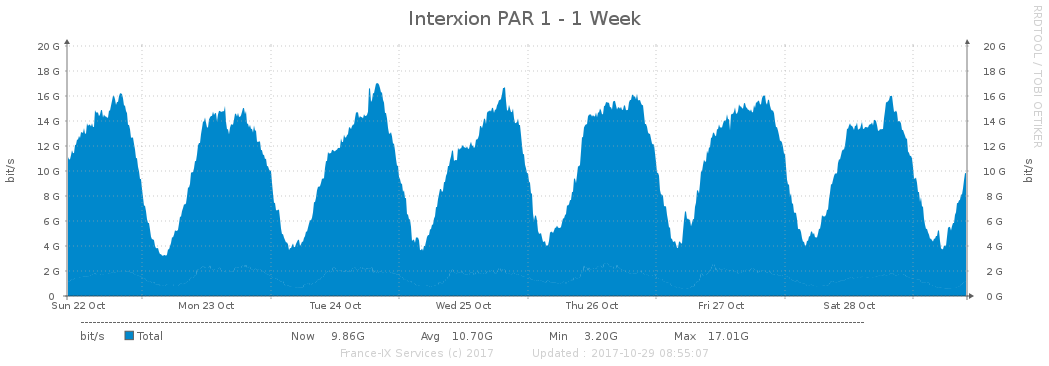 Interxion PAR 1 - 1 Week
RRDTOOL / TOBI OETIKER
20 G 20 G
18 G 18 G
16 G 16 G
14 G 14 G
12 G 12 G
10 G 10 G
8 G 8 G
6 G 6 G
4 G 4 G
2 G 2 G
0 0 G
bit/s bit/s
Sun 22 Oct Mon 23 Oct Tue 24 Oct Wed 25 Oct Thu 26 Oct Fri 27 Oct Sat 28 Oct
bit/s Total Now 9.86G Avg 10.70G Min 3.20G Max 17.01G
France-IX Services (c) 2017 Updated : 2017-10-29 08:55:07